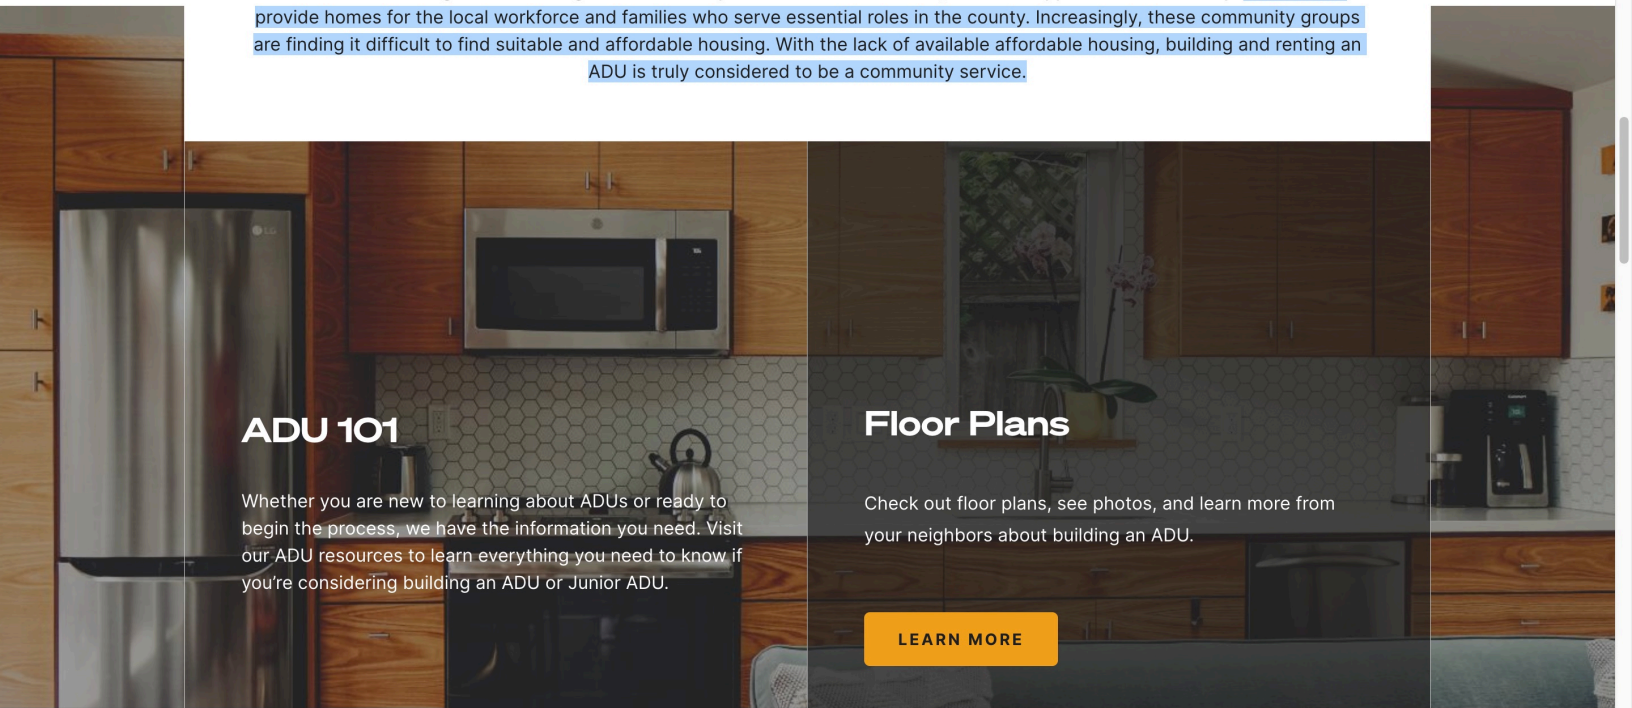 provide homes for the local workforce and families who serve essential roles in the county. Increasingly, these community groups
are finding it difficult to find suitable and affordable housing. With the lack of available affordable housing, building and renting an
ADU is truly considered to be a community service.
LG
ADU 101
Whether you are new to learning about ADUs or ready to
begin the process, we have the information you need. Visit
our ADU resources to learn everything you need to know if
you’re considering building an ADU or Junior ADU.
Floor Plans
Check out floor plans, see photos, and learn more from
your neighbors about building an ADU.
LEARN MORE